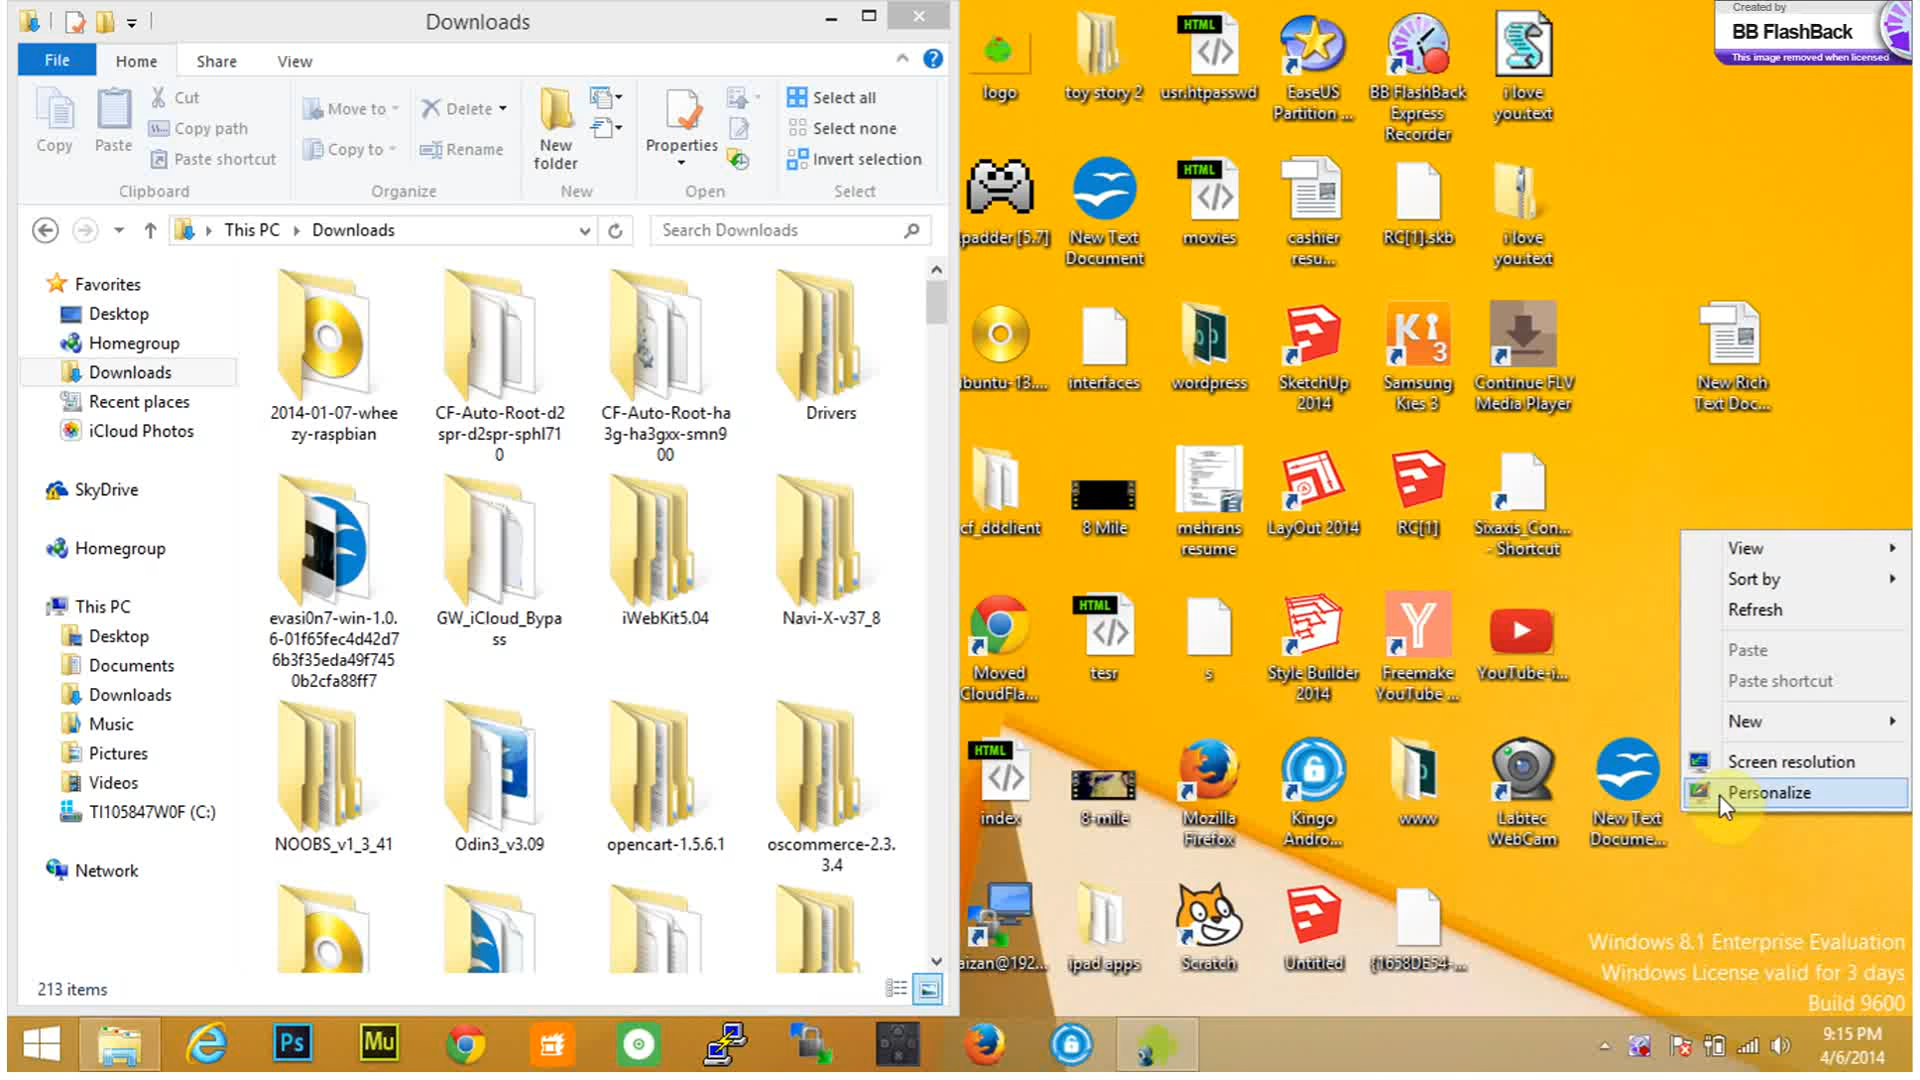 Downloads
File
Home
Share
View
Copy
Paste
Cut
Copy path
Paste shortcut
Clipboard
Move to
Copy to
Delete
Rename
Organize
New
folder
New
Properties
Open
Select all
Select none
Invert selection
Select
This PC
Downloads
Search Downloads
Favorites
Desktop
Homegroup
Downloads
Recent places
iCloud Photos
SkyDrive
Homegroup
This PC
Desktop
Documents
Downloads
Music
Pictures
Videos
TI105847W0F (C:)
Network
2014-01-07-whee
zy-raspbian
CF-Auto-Root-d2
spr-d2spr-sphl71
0
CF-Auto-Root-ha
3g-ha3gxx-smn9
00
Drivers
evasi0n7-win-1.0.
6-01f65fec4d42d7
6b3f35eda49f745
0b2cfa88ff7
GW_iCloud_Bypa
ss
iWebKit5.04
Navi-X-v37_8
NOOBS_v1_3_41
Odin3_v3.09
opencart-1.5.6.1
oscommerce-2.3.
3.4
213 items
logo
toy story 2
HTML
usr.htpasswd
EaseUS
Partition ...
BB FlashBack
Express
Recorder
i love
you.text
Created by
BB FlashBack
This image removed when licensed
padder [5.7]
New Text
Document
HTML
movies
cashier
resu...
RC[1].skb
i love
you.text
buntu-13....
interfaces
wordpress
SketchUp
2014
Ki
3
Samsung
Kies 3
Continue FLV
Media Player
New Rich
Text Doc...
cf_ddclient
8 Mile
mehrans
resume
LayOut 2014
RC[1]
Sixaxis_Con...
- Shortcut
Moved
CloudFla...
HTML
tesr
s
Style Builder
2014
Y
Freemake
YouTube ...
YouTube-i...
HTML
index
8-mile
Mozilla
Firefox
Kingo
Andro...
www
Labtec
WebCam
New Text
Docume...
aizan@192...
ipad apps
Scratch
Untitled
{1658DE54-...
View
Sort by
Refresh
Paste
Paste shortcut
New
Screen resolution
Personalize
Windows 8.1 Enterprise Evaluation
Windows License valid for 3 days
Build 9600
Ps
Mu
9:15 PM
4/6/2014